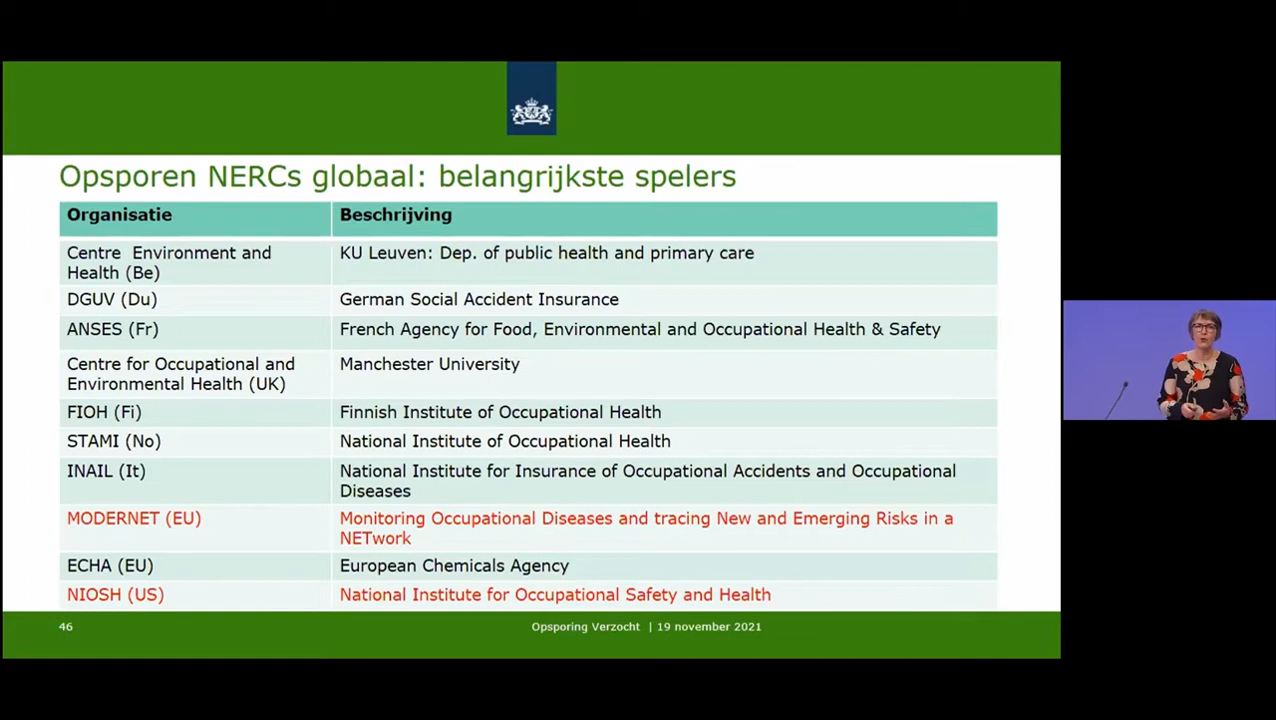 Opsporen NERCs globaal: belangrijkste spelers
Organisatie
Beschrijving
Centre Environment and
Health (Be)
KU Leuven: Dep. of public health and primary care
DGUV (Du)
German Social Accident Insurance
ANSES (Fr)
French Agency for Food, Environmental and Occupational Health & Safety
Centre for Occupational and
Environmental Health (UK)
Manchester University
FIOH (Fi)
Finnish Institute of Occupational Health
STAMI (No)
National Institute of Occupational Health
INAIL (It)
National Institute for Insurance of Occupational Accidents and Occupational
Diseases
MODERNET (EU)
Monitoring Occupational Diseases and tracing New and Emerging Risks in a
NETwork
ECHA (EU)
European Chemicals Agency
NIOSH (US)
National Institute for Occupational Safety and Health
46
Opsporing Verzocht | 19 november 2021